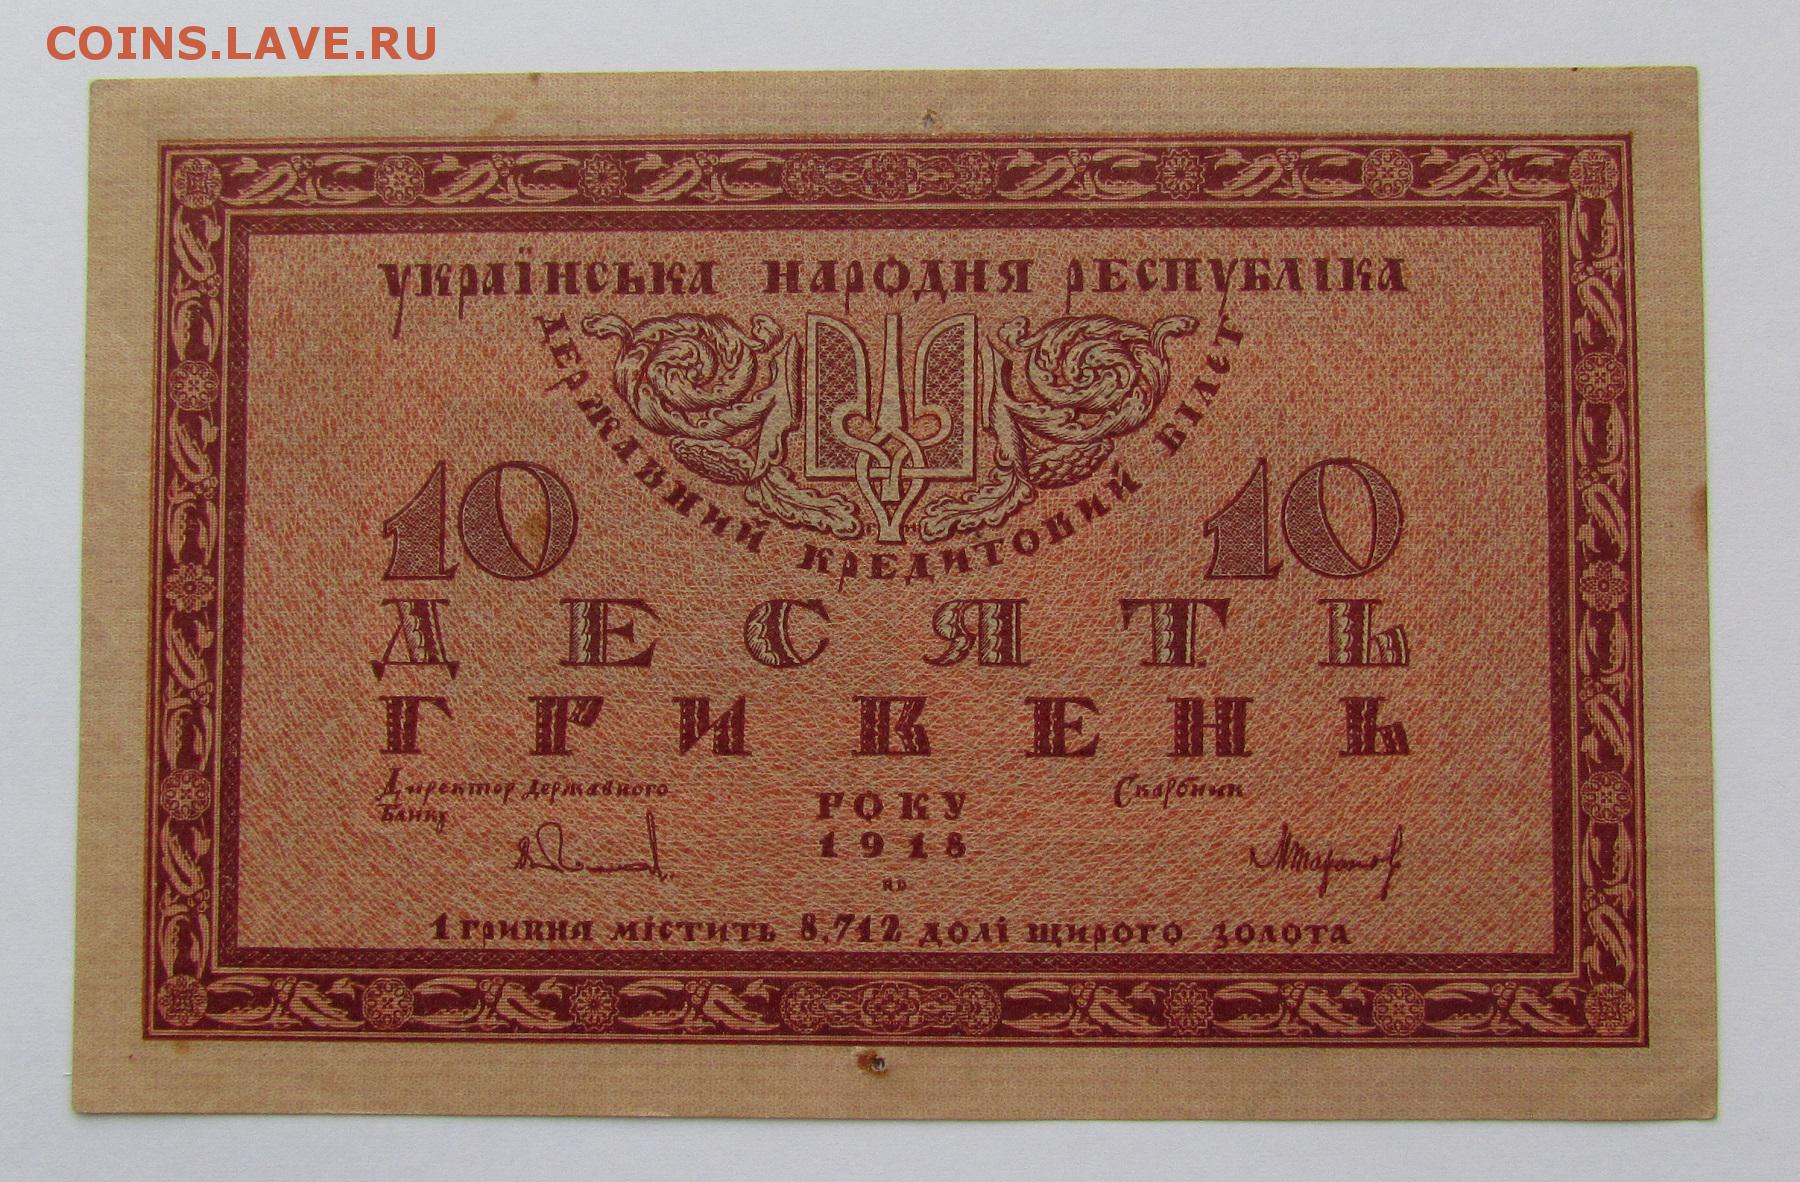 COINS.LAVE.RU
УКРАЇНСЬКА НАРОДНЯ РЕСПУБЛІКА
ДЕРЖАВНИЙ КРЕДИТОВИЙ БІЛЕТ
10 10
ДЕСЯТЬ
ГРИВЕНЬ
Директор Державного
Банку
Скарбник
РОКУ
1918
1 гривна містить 8,712 долі щирого золота